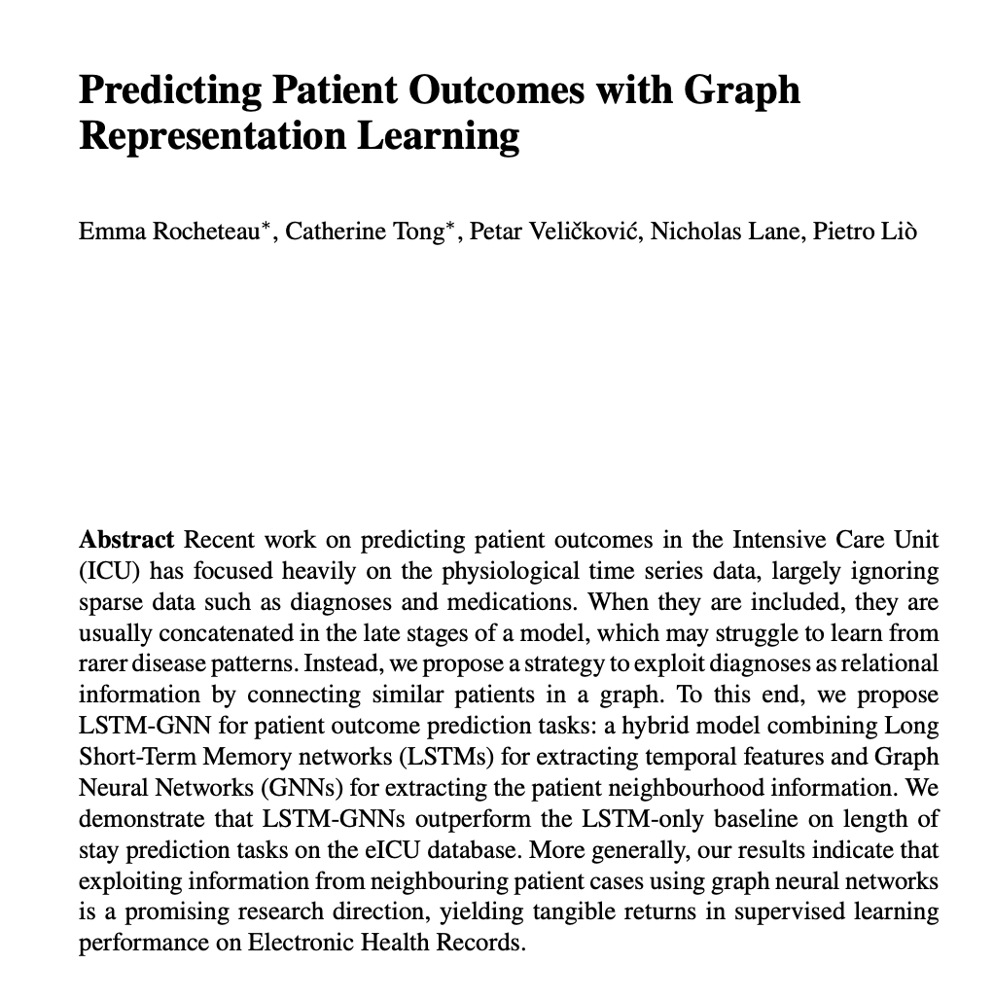 Predicting Patient Outcomes with Graph
Representation Learning
Emma Rocheteau*, Catherine Tong*, Petar Veličković, Nicholas Lane, Pietro Liò
Abstract Recent work on predicting patient outcomes in the Intensive Care Unit
(ICU) has focused heavily on the physiological time series data, largely ignoring
sparse data such as diagnoses and medications. When they are included, they are
usually concatenated in the late stages of a model, which may struggle to learn from
rarer disease patterns. Instead, we propose a strategy to exploit diagnoses as relational
information by connecting similar patients in a graph. To this end, we propose
LSTM-GNN for patient outcome prediction tasks: a hybrid model combining Long
Short-Term Memory networks (LSTMs) for extracting temporal features and Graph
Neural Networks (GNNs) for extracting the patient neighbourhood information. We
demonstrate that LSTM-GNNs outperform the LSTM-only baseline on length of
stay prediction tasks on the eICU database. More generally, our results indicate that
exploiting information from neighbouring patient cases using graph neural networks
is a promising research direction, yielding tangible returns in supervised learning
performance on Electronic Health Records.